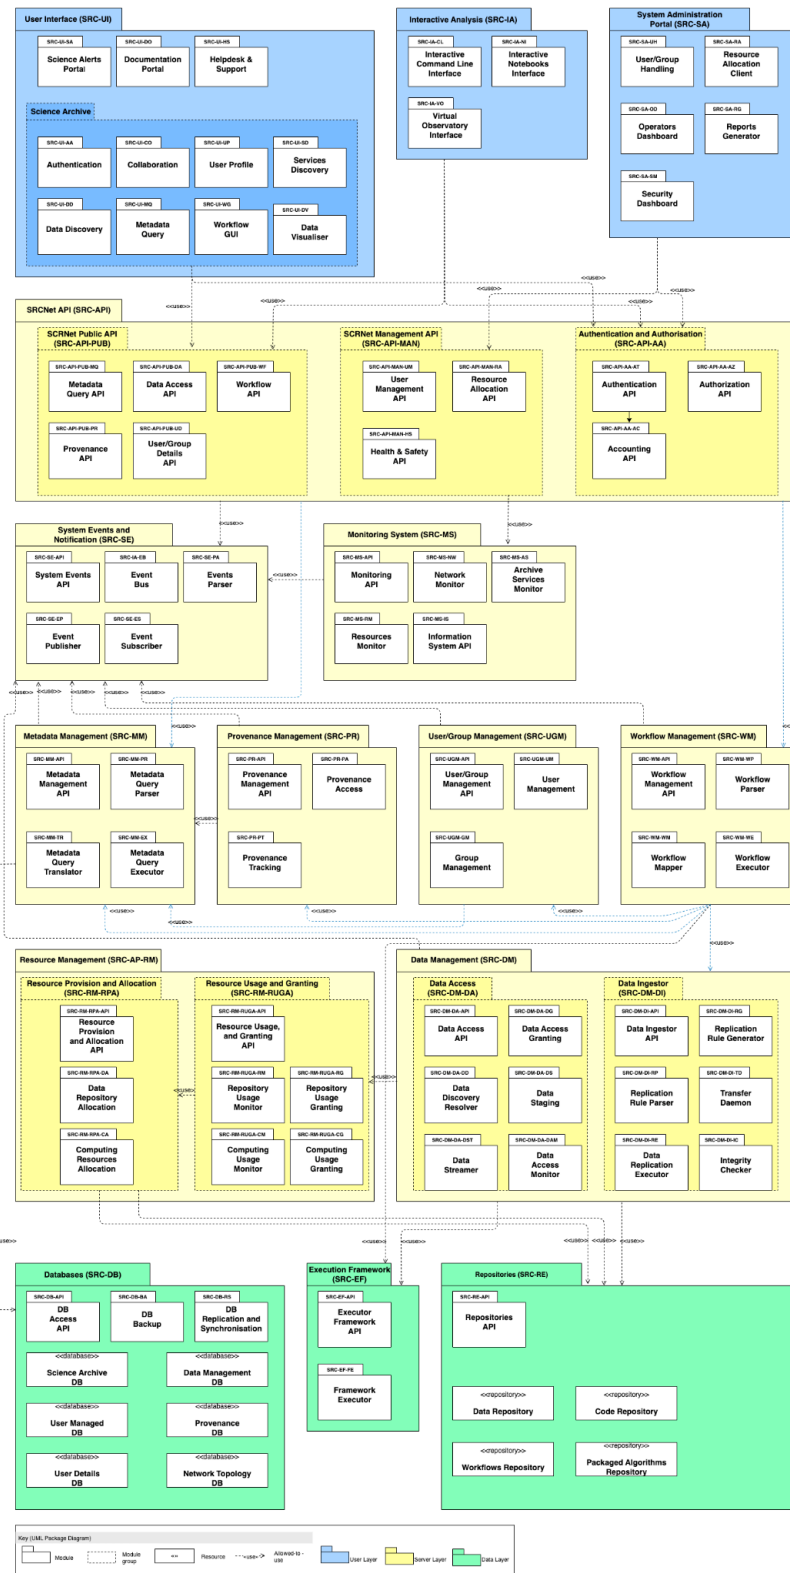 User Interface (SRC-UI)
SRC-UI-SA
Science Alerts
Portal
SRC-UI-DO
Documentation
Portal
SRC-UI-HS
Helpdesk &
Support
Science Archive
SRC-UI-AA
Authentication
SRC-UI-CO
Collaboration
SRC-UI-UP
User Profile
SRC-UI-SD
Services
Discovery
SRC-UI-DD
Data Discovery
SRC-UI-MQ
Metadata
Query
SRC-UI-WG
Workflow
GUI
SRC-UI-DV
Data
Visualiser
Interactive Analysis (SRC-IA)
SRC-IA-CL
Interactive
Command Line
Interface
SRC-IA-NI
Interactive
Notebooks
Interface
SRC-IA-VO
Virtual
Observatory
Interface
System Administration
Portal (SRC-SA)
SRC-SA-UH
User/Group
Handling
SRC-SA-RA
Resource
Allocation
Client
SRC-SA-OD
Operators
Dashboard
SRC-SA-RG
Reports
Generator
SRC-SA-SM
Security
Dashboard
<<use>>
<<use>>
<<use>>
<<use>>
<<use>>
SRCNet API (SRC-API)
SCRNet Public API
(SRC-API-PUB)
SRC-API-PUB-MQ
Metadata
Query API
SRC-API-PUB-DA
Data Access
API
SRC-API-PUB-WF
Workflow
API
SRC-API-PUB-PR
Provenance
API
SRC-API-PUB-UD
User/Group
Details
API
SCRNet Management API
(SRC-API-MAN)
SRC-API-MAN-UM
User
Management
API
SRC-API-MAN-RA
Resource
Allocation
API
SRC-API-MAN-HS
Health & Safety
API
Authentication and Authorisation
(SRC-API-AA)
SRC-API-AA-AT
Authentication
API
SRC-API-AA-AZ
Authorization
API
SRC-API-AA-AC
Accounting
API
<<use>>
<<use>>
System Events and
Notification (SRC-SE)
SRC-SE-API
System Events
API
SRC-IA-EB
Event
Bus
SRC-SE-PA
Events
Parser
SRC-SE-EP
Event
Publisher
SRC-SE-ES
Event
Subscriber
<<use>>
Monitoring System (SRC-MS)
SRC-MS-API
Monitoring
API
SRC-MS-NW
Network
Monitor
SRC-MS-AS
Archive
Services
Monitor
SRC-MS-RM
Resources
Monitor
SRC-MS-IS
Information
System API
<<use>>
<<use>>
<<use>>
<<use>>
<<use>>
<<use>>
Metadata Management (SRC-MM)
SRC-MM-API
Metadata
Management
API
SRC-MM-PR
Metadata
Query
Parser
SRC-MM-TR
Metadata
Query
Translator
SRC-MM-EX
Metadata
Query
Executor
<<use>>
Provenance Management (SRC-PR)
SRC-PR-API
Provenance
Management
API
SRC-PR-PA
Provenance
Access
SRC-PR-PT
Provenance
Tracking
User/Group Management (SRC-UGM)
SRC-UGM-API
User/Group
Management
API
SRC-UGM-UM
User
Management
SRC-UGM-GM
Group
Management
Workflow Management (SRC-WM)
SRC-WM-API
Workflow
Management
API
SRC-WM-WP
Workflow
Parser
SRC-WM-WM
Workflow
Mapper
SRC-WM-WE
Workflow
Executor
<<use>>
<<use>>
<<use>>
<<use>>
<<use>>
<<use>>
Resource Management (SRC-AP-RM)
Resource Provision and Allocation
(SRC-RM-RPA)
SRC-RM-RPA-API
Resource
Provision
and Allocation
API
SRC-RM-RPA-DA
Data
Repository
Allocation
SRC-RM-RPA-CA
Computing
Resources
Allocation
<<use>>
Resource Usage and Granting
(SRC-RM-RUGA)
SRC-RM-RUGA-API
Resource Usage,
and Granting
API
SRC-RM-RUGA-RM
Repository
Usage
Monitor
SRC-RM-RUGA-RG
Repository
Usage
Granting
SRC-RM-RUGA-CM
Computing
Usage
Monitor
SRC-RM-RUGA-CG
Computing
Usage
Granting
<<use>>
Data Management (SRC-DM)
Data Access
(SRC-DM-DA)
SRC-DM-DA-API
Data Access
API
SRC-DM-DA-DG
Data Access
Granting
SRC-DM-DA-DD
Data
Discovery
Resolver
SRC-DM-DA-DS
Data
Staging
SRC-DM-DA-DST
Data
Streamer
SRC-DM-DA-DAM
Data
Access
Monitor
Data Ingestor
(SRC-DM-DI)
SRC-DM-DI-API
Data Ingestor
API
SRC-DM-DI-RG
Replication
Rule Generator
SRC-DM-DI-RP
Replication
Rule Parser
SRC-DM-DI-TD
Transfer
Daemon
SRC-DM-DI-RE
Data
Replication
Executor
SRC-DM-DI-IC
Integrity
Checker
<<use>>
<<use>>
<<use>>
<<use>>
Databases (SRC-DB)
SRC-DB-API
DB
Access
API
SRC-DB-BA
DB
Backup
SRC-DB-RS
DB
Replication and
Synchronisation
<<database>>
Science Archive
DB
<<database>>
Data Management
DB
<<database>>
User Managed
DB
<<database>>
Provenance
DB
<<database>>
User Details
DB
<<database>>
Network Topology
DB
Execution Framework
(SRC-EF)
SRC-EF-API
Executor
Framework
API
SRC-EF-FE
Framework
Executor
Repositories (SRC-RE)
SRC-RE-API
Repositories
API
<<repository>>
Data Repository
<<repository>>
Code Repository
<<repository>>
Workflows Repository
<<repository>>
Packaged Algorithms
Repository
Key (UML Package Diagram)
Module
Module
group
Resource
<use>
Allowed-to -
use
User Layer
Server Layer
Data Layer